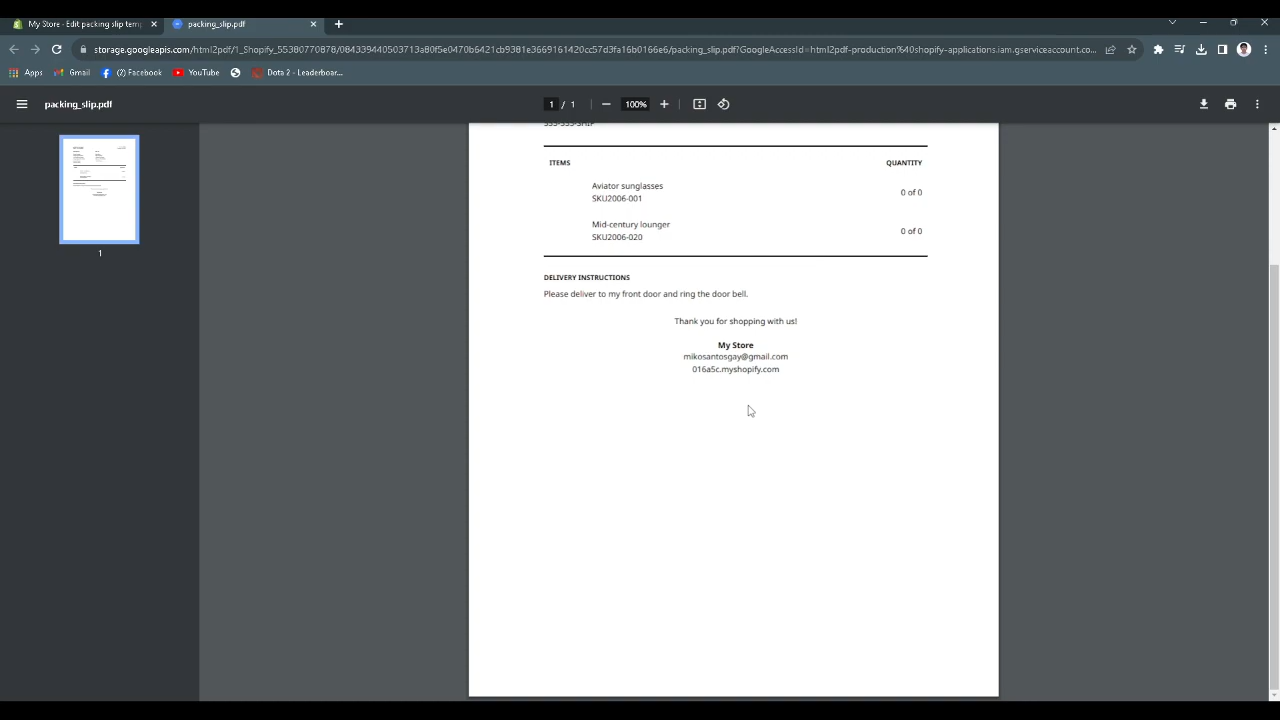 My Store - Edit packing slip temp
packing_slip.pdf
storage.googleapis.com/html2pdf/1_Shopify_55380770878/084339440503713a80f5e0470b6421cb9381e3669161420cc57d3fa16b0166e6/packing_slip.pdf?GoogleAccessId=html2pdf-production%40shopify-applications.iam.gserviceaccount.co...
Apps
Gmail
(2) Facebook
YouTube
Dota 2 - Leaderboar...
packing_slip.pdf
1 / 1
100%
1
555-555-SHIP
ITEMS
QUANTITY
Aviator sunglasses
SKU2006-001
0 of 0
Mid-century lounger
SKU2006-020
0 of 0
DELIVERY INSTRUCTIONS
Please deliver to my front door and ring the door bell.
Thank you for shopping with us!
My Store
mikosantosgay@gmail.com
016a5c.myshopify.com